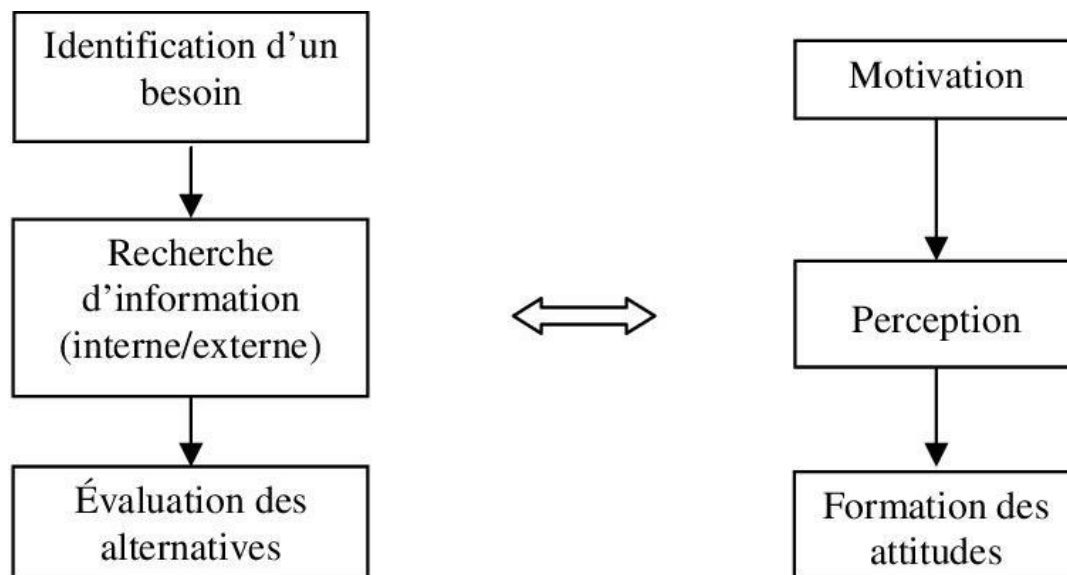 Identification d’un
besoin
Motivation
Recherche
d’information
(interne/externe)
Perception
Évaluation des
alternatives
Formation des
attitudes